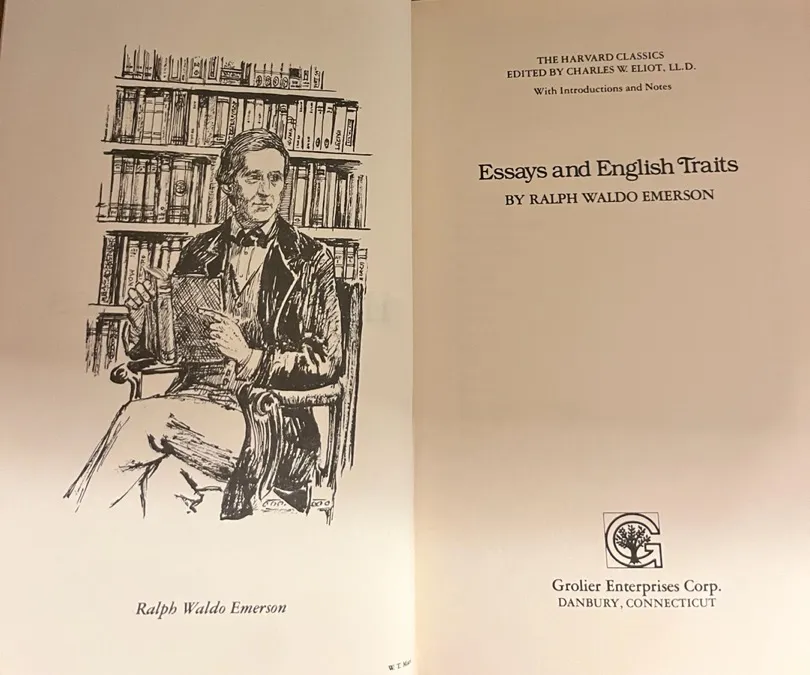 Ralph Waldo Emerson
W. T. 
THE HARVARD CLASSICS
EDITED BY CHARLES W. ELIOT, LL.D.
With Introductions and Notes
Essays and English Traits
BY RALPH WALDO EMERSON
G
Grolier Enterprises Corp.
DANBURY, CONNECTICUT